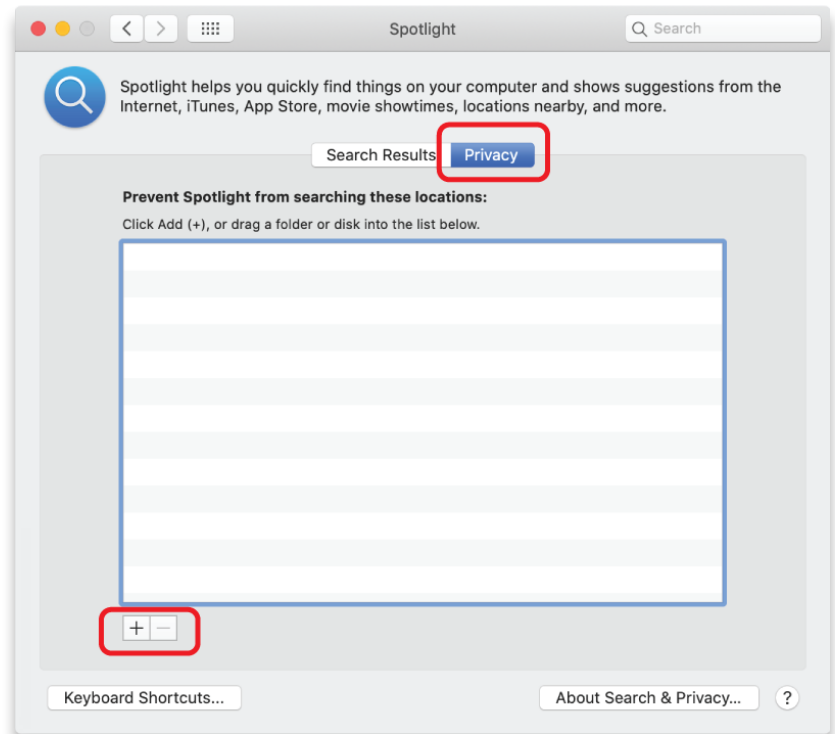 Spotlight
Search
Spotlight helps you quickly find things on your computer and shows suggestions from the
Internet, iTunes, App Store, movie showtimes, locations nearby, and more.
Search Results Privacy
Prevent Spotlight from searching these locations:
Click Add (+), or drag a folder or disk into the list below.
+ −
Keyboard Shortcuts... About Search & Privacy... ?